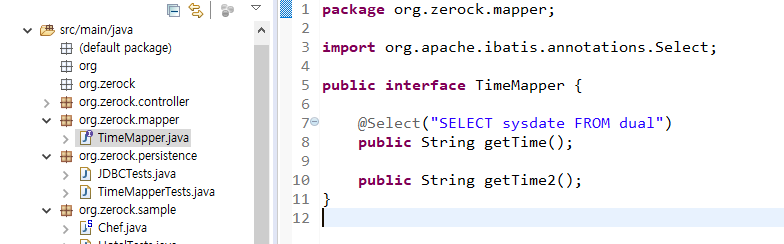 src/main/java
(default package)
org
org.zerock
org.zerock.controller
org.zerock.mapper
TimeMapper.java
org.zerock.persistence
JDBCTests.java
TimeMapperTests.java
org.zerock.sample
Chef.java
HotelTests.java
1 package org.zerock.mapper;
2
3 import org.apache.ibatis.annotations.Select;
4
5 public interface TimeMapper {
6
7 @Select("SELECT sysdate FROM dual")
8 public String getTime();
9
10 public String getTime2();
11 }
12